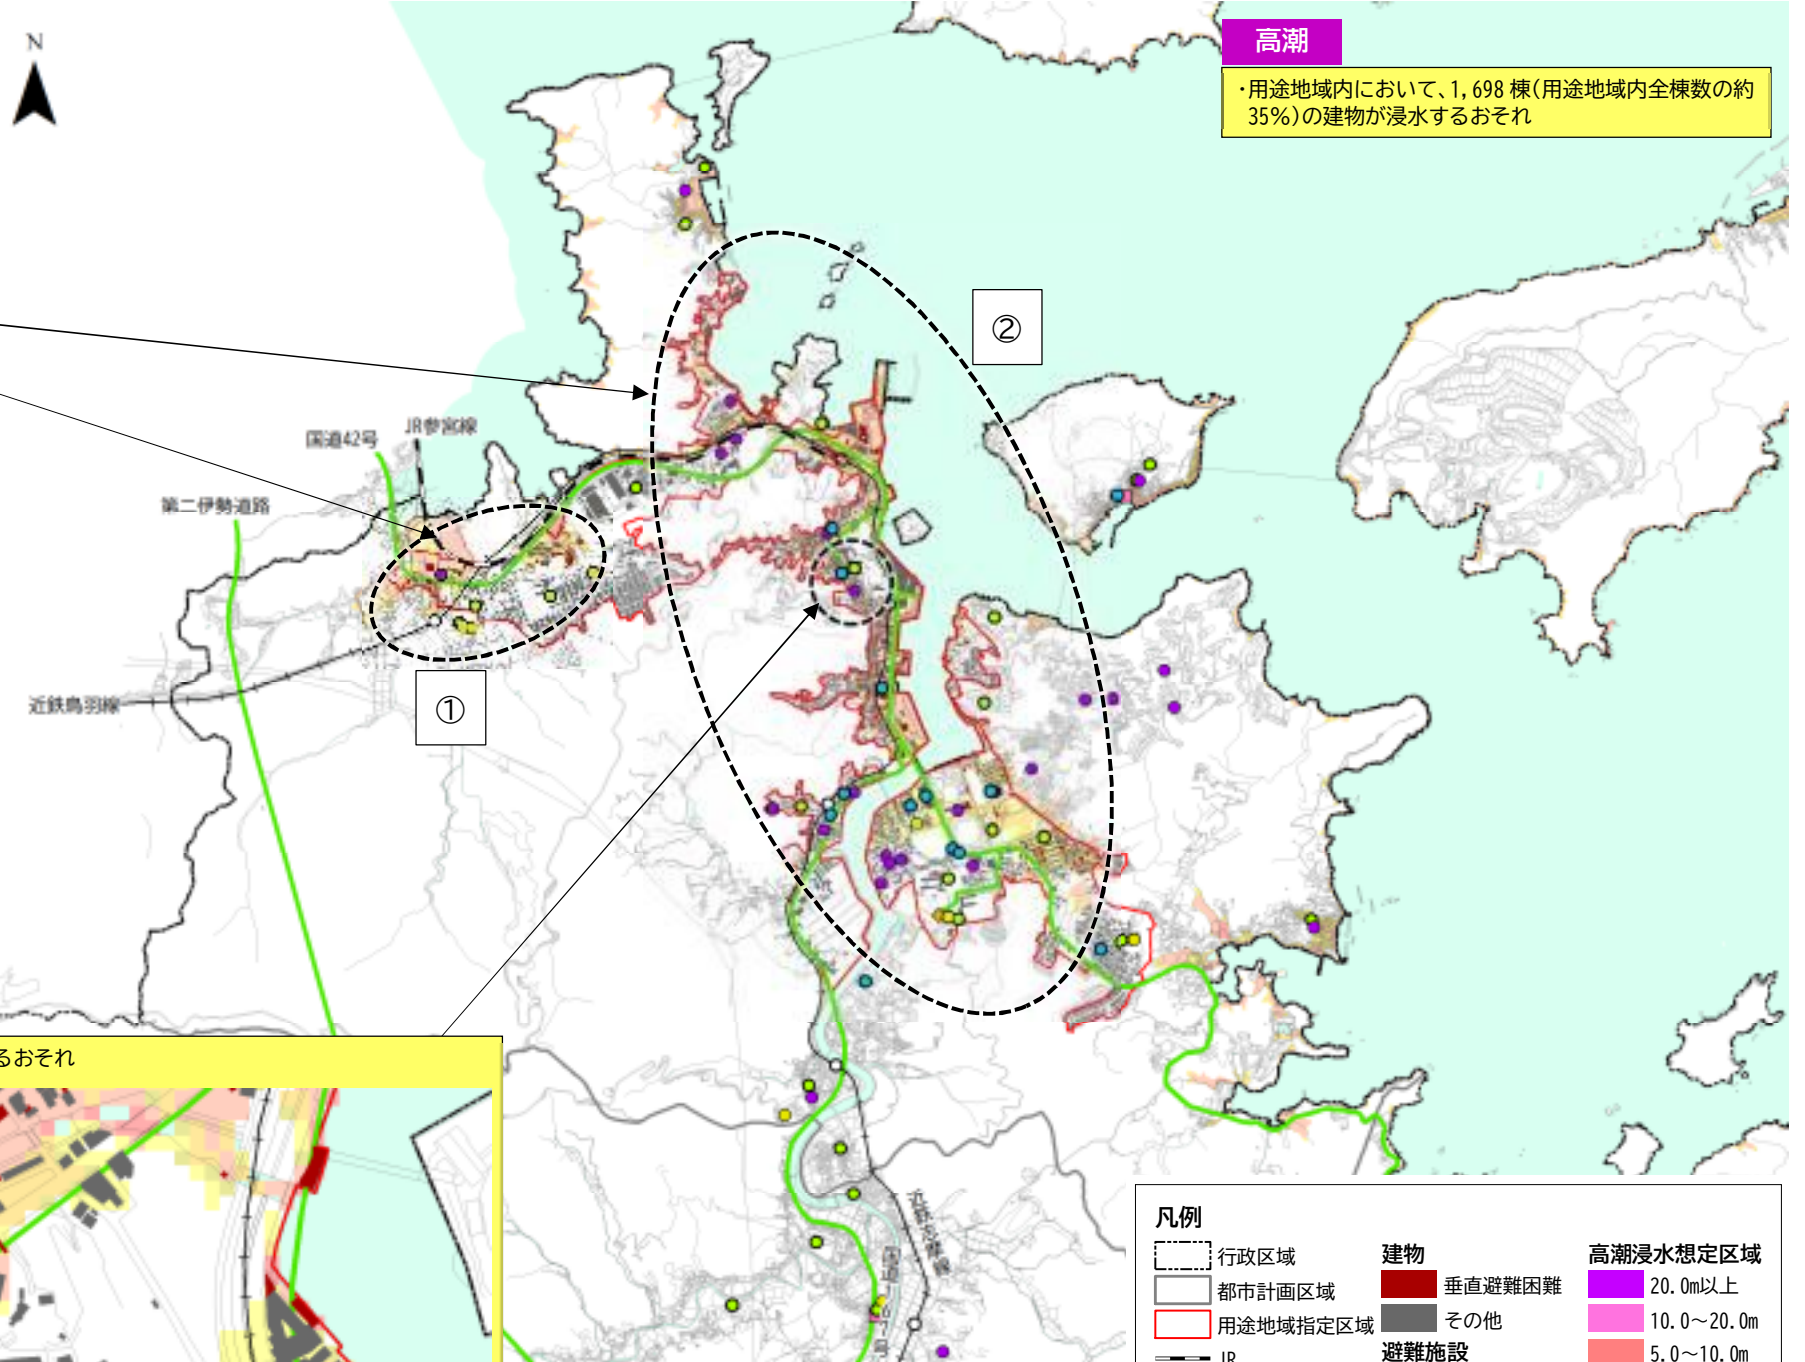 N
高潮
・用途地域内において、1,698 棟(用途地域内全棟数の約
35%)の建物が浸水するおそれ
②
国道42号
JR参宮線
第二伊勢道路
近鉄鳥羽線
①
るおそれ
凡例
行政区域
都市計画区域
用途地域指定区域
JR
建物
垂直避難困難
その他
避難施設
高潮浸水想定区域
20.0m以上
10.0～20.0m
5.0～10.0m